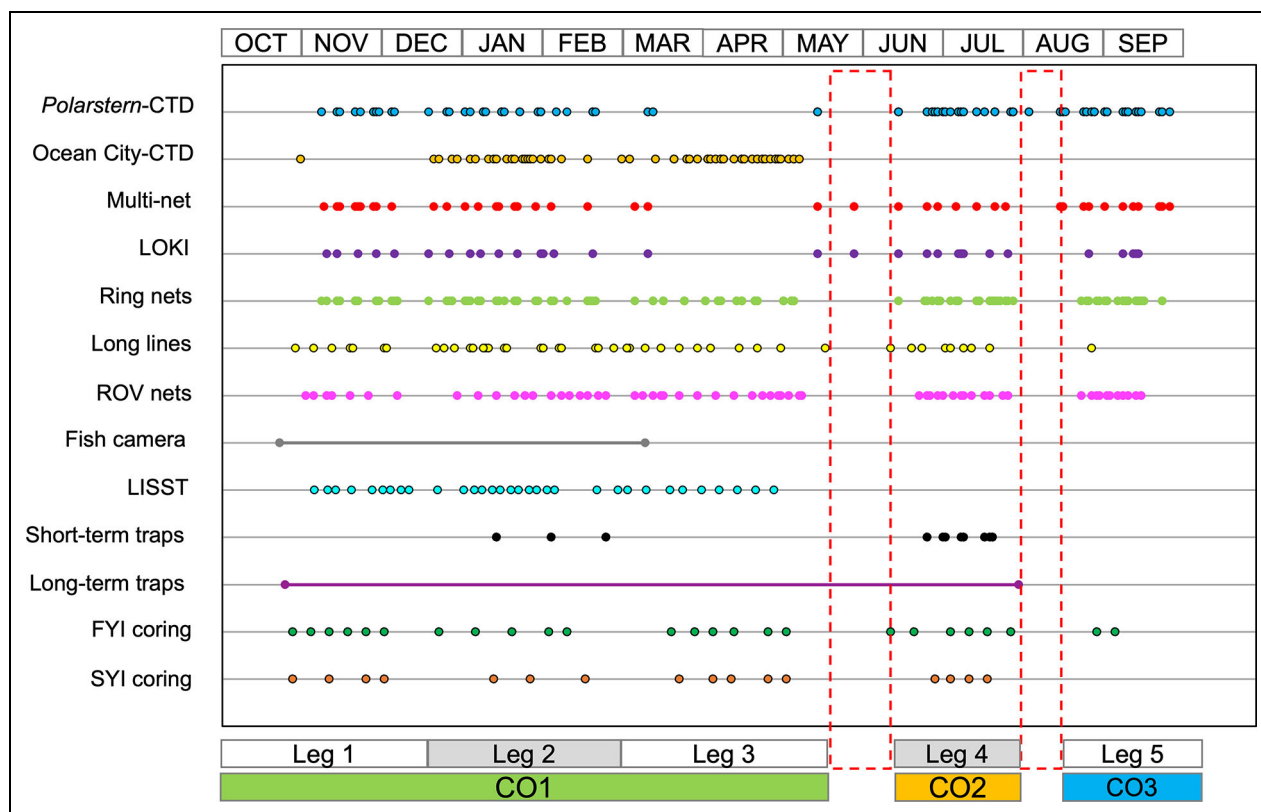 OCT NOV DEC JAN FEB MAR APR MAY JUN JUL AUG SEP
Polarstern-CTD
Ocean City-CTD
Multi-net
LOKI
Ring nets
Long lines
ROV nets
Fish camera
LISST
Short-term traps
Long-term traps
FYI coring
SYI coring
Leg 1 Leg 2 Leg 3 Leg 4 Leg 5
CO1 CO2 CO3